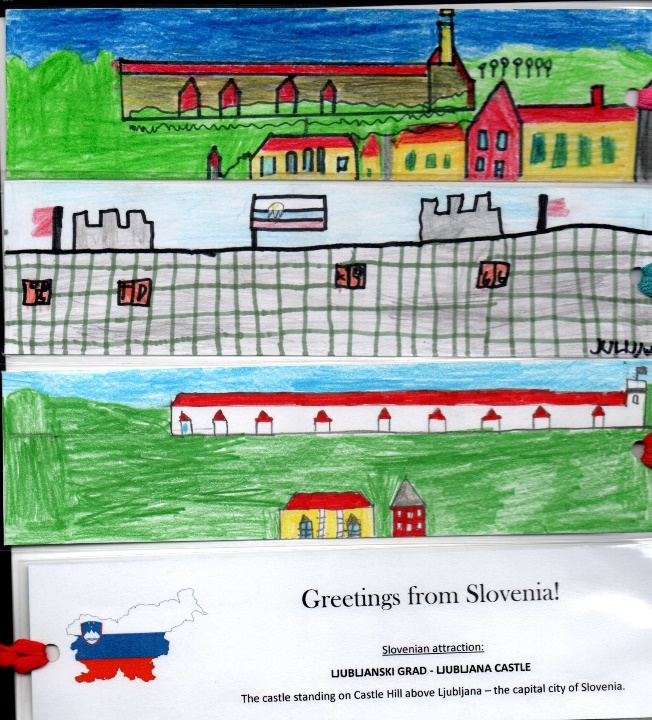 JULIJA
Greetings from Slovenia!
Slovenian attraction:
LJUBLJANSKI GRAD - LJUBLJANA CASTLE
The castle standing on Castle Hill above Ljubljana – the capital city of Slovenia.